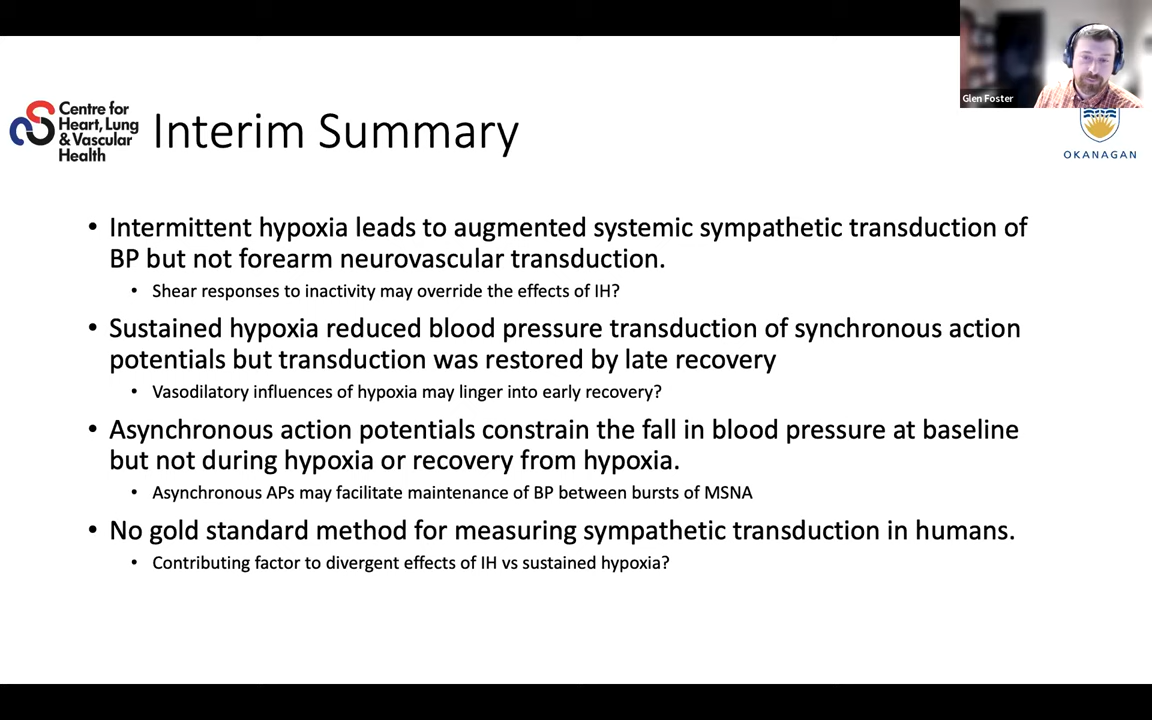 Glen Foster
Centre for
Heart, Lung
& Vascular
Health
Interim Summary
OKANAGAN
• Intermittent hypoxia leads to augmented systemic sympathetic transduction of
BP but not forearm neurovascular transduction.
• Shear responses to inactivity may override the effects of IH?
• Sustained hypoxia reduced blood pressure transduction of synchronous action
potentials but transduction was restored by late recovery
• Vasodilatory influences of hypoxia may linger into early recovery?
• Asynchronous action potentials constrain the fall in blood pressure at baseline
but not during hypoxia or recovery from hypoxia.
• Asynchronous APs may facilitate maintenance of BP between bursts of MSNA
• No gold standard method for measuring sympathetic transduction in humans.
• Contributing factor to divergent effects of IH vs sustained hypoxia?